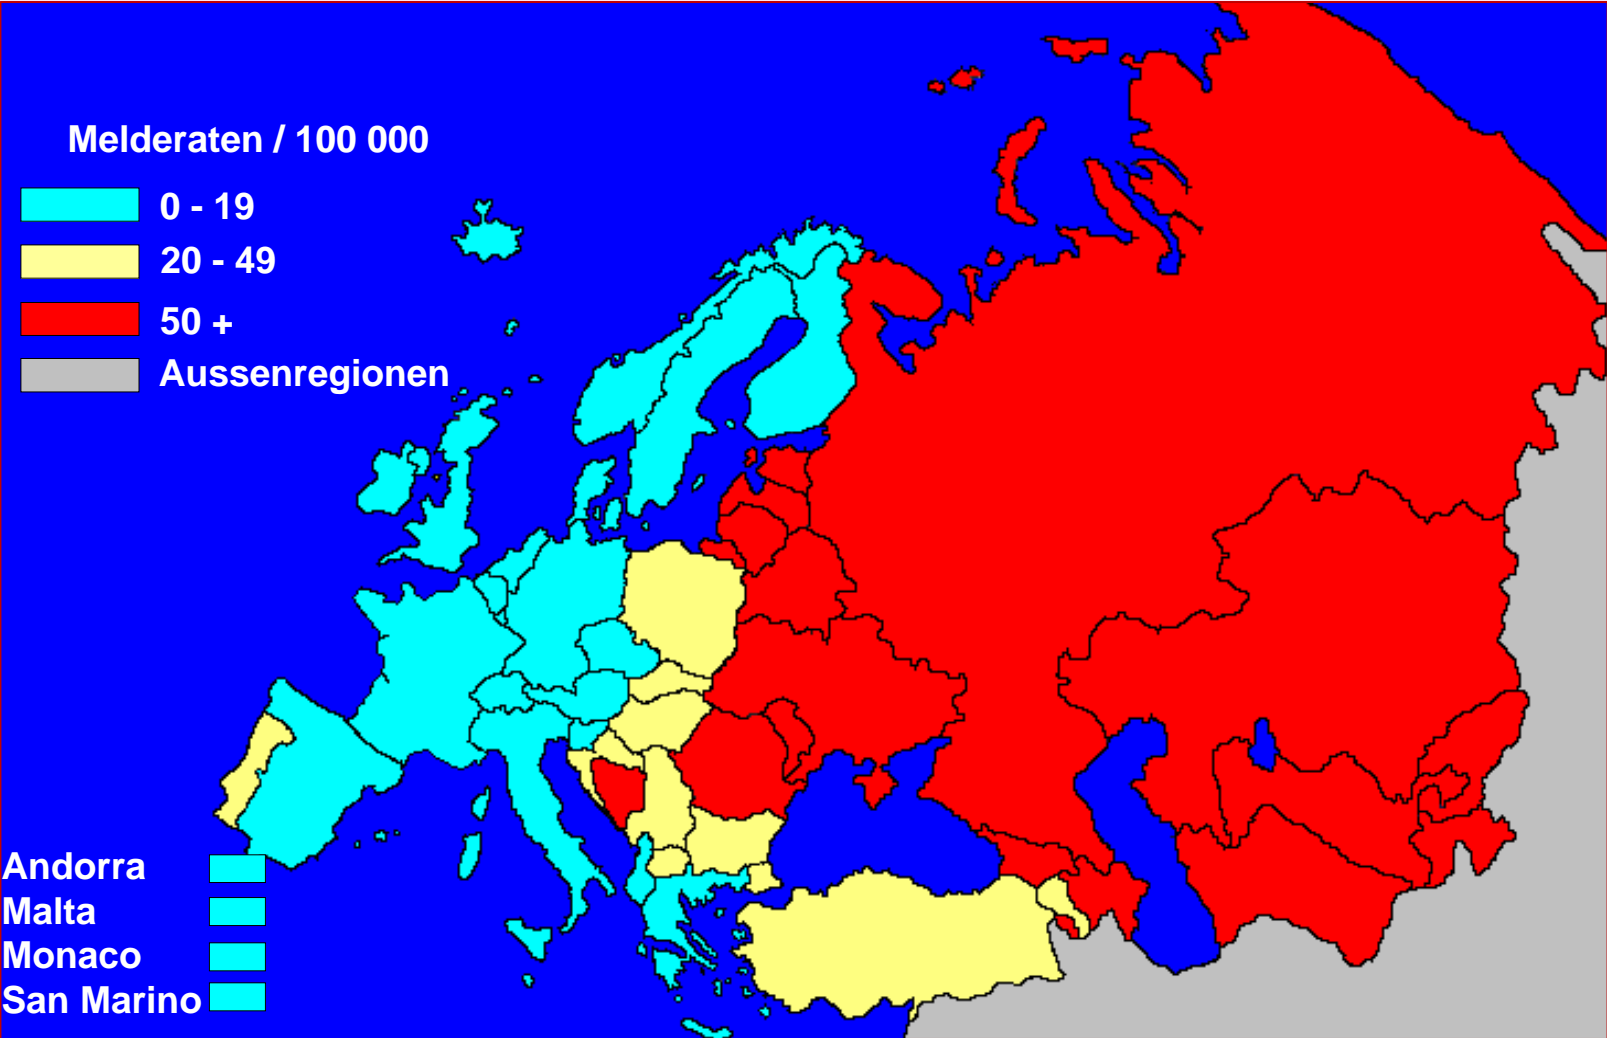 Melderaten / 100 000
0 - 19
20 - 49
50 +
Aussenregionen
Andorra
Malta
Monaco
San Marino